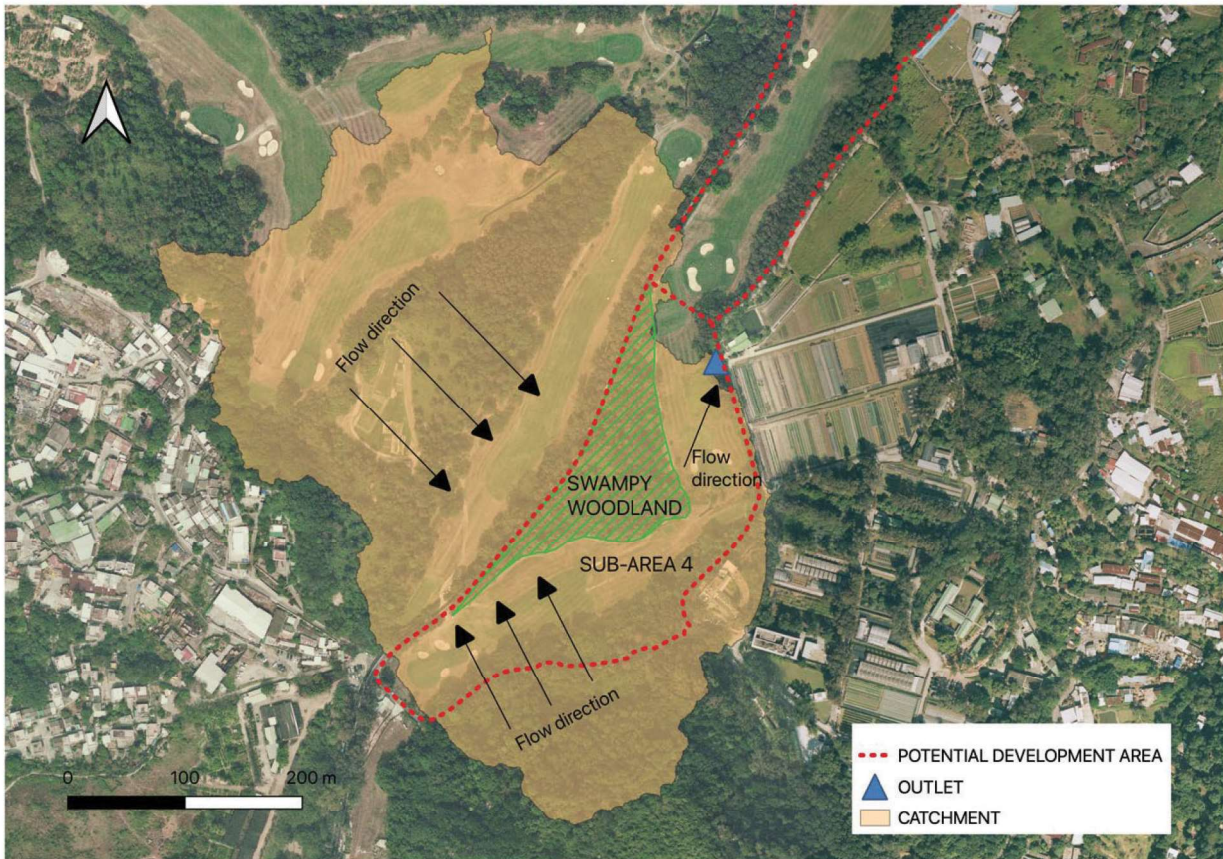 Flow direction
Flow
direction
SWAMPY
WOODLAND
SUB-AREA 4
Flow direction
0 100 200 m
POTENTIAL DEVELOPMENT AREA
OUTLET
CATCHMENT